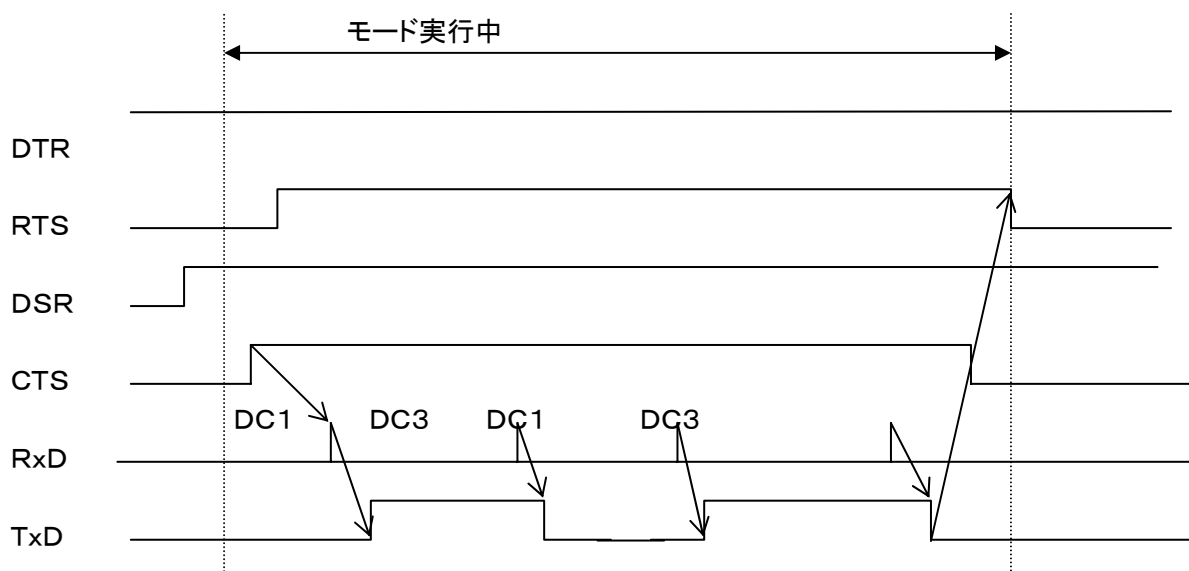 モード実行中
DTR
RTS
DSR
CTS
DC1 DC3 DC1 DC3
RxD
TxD